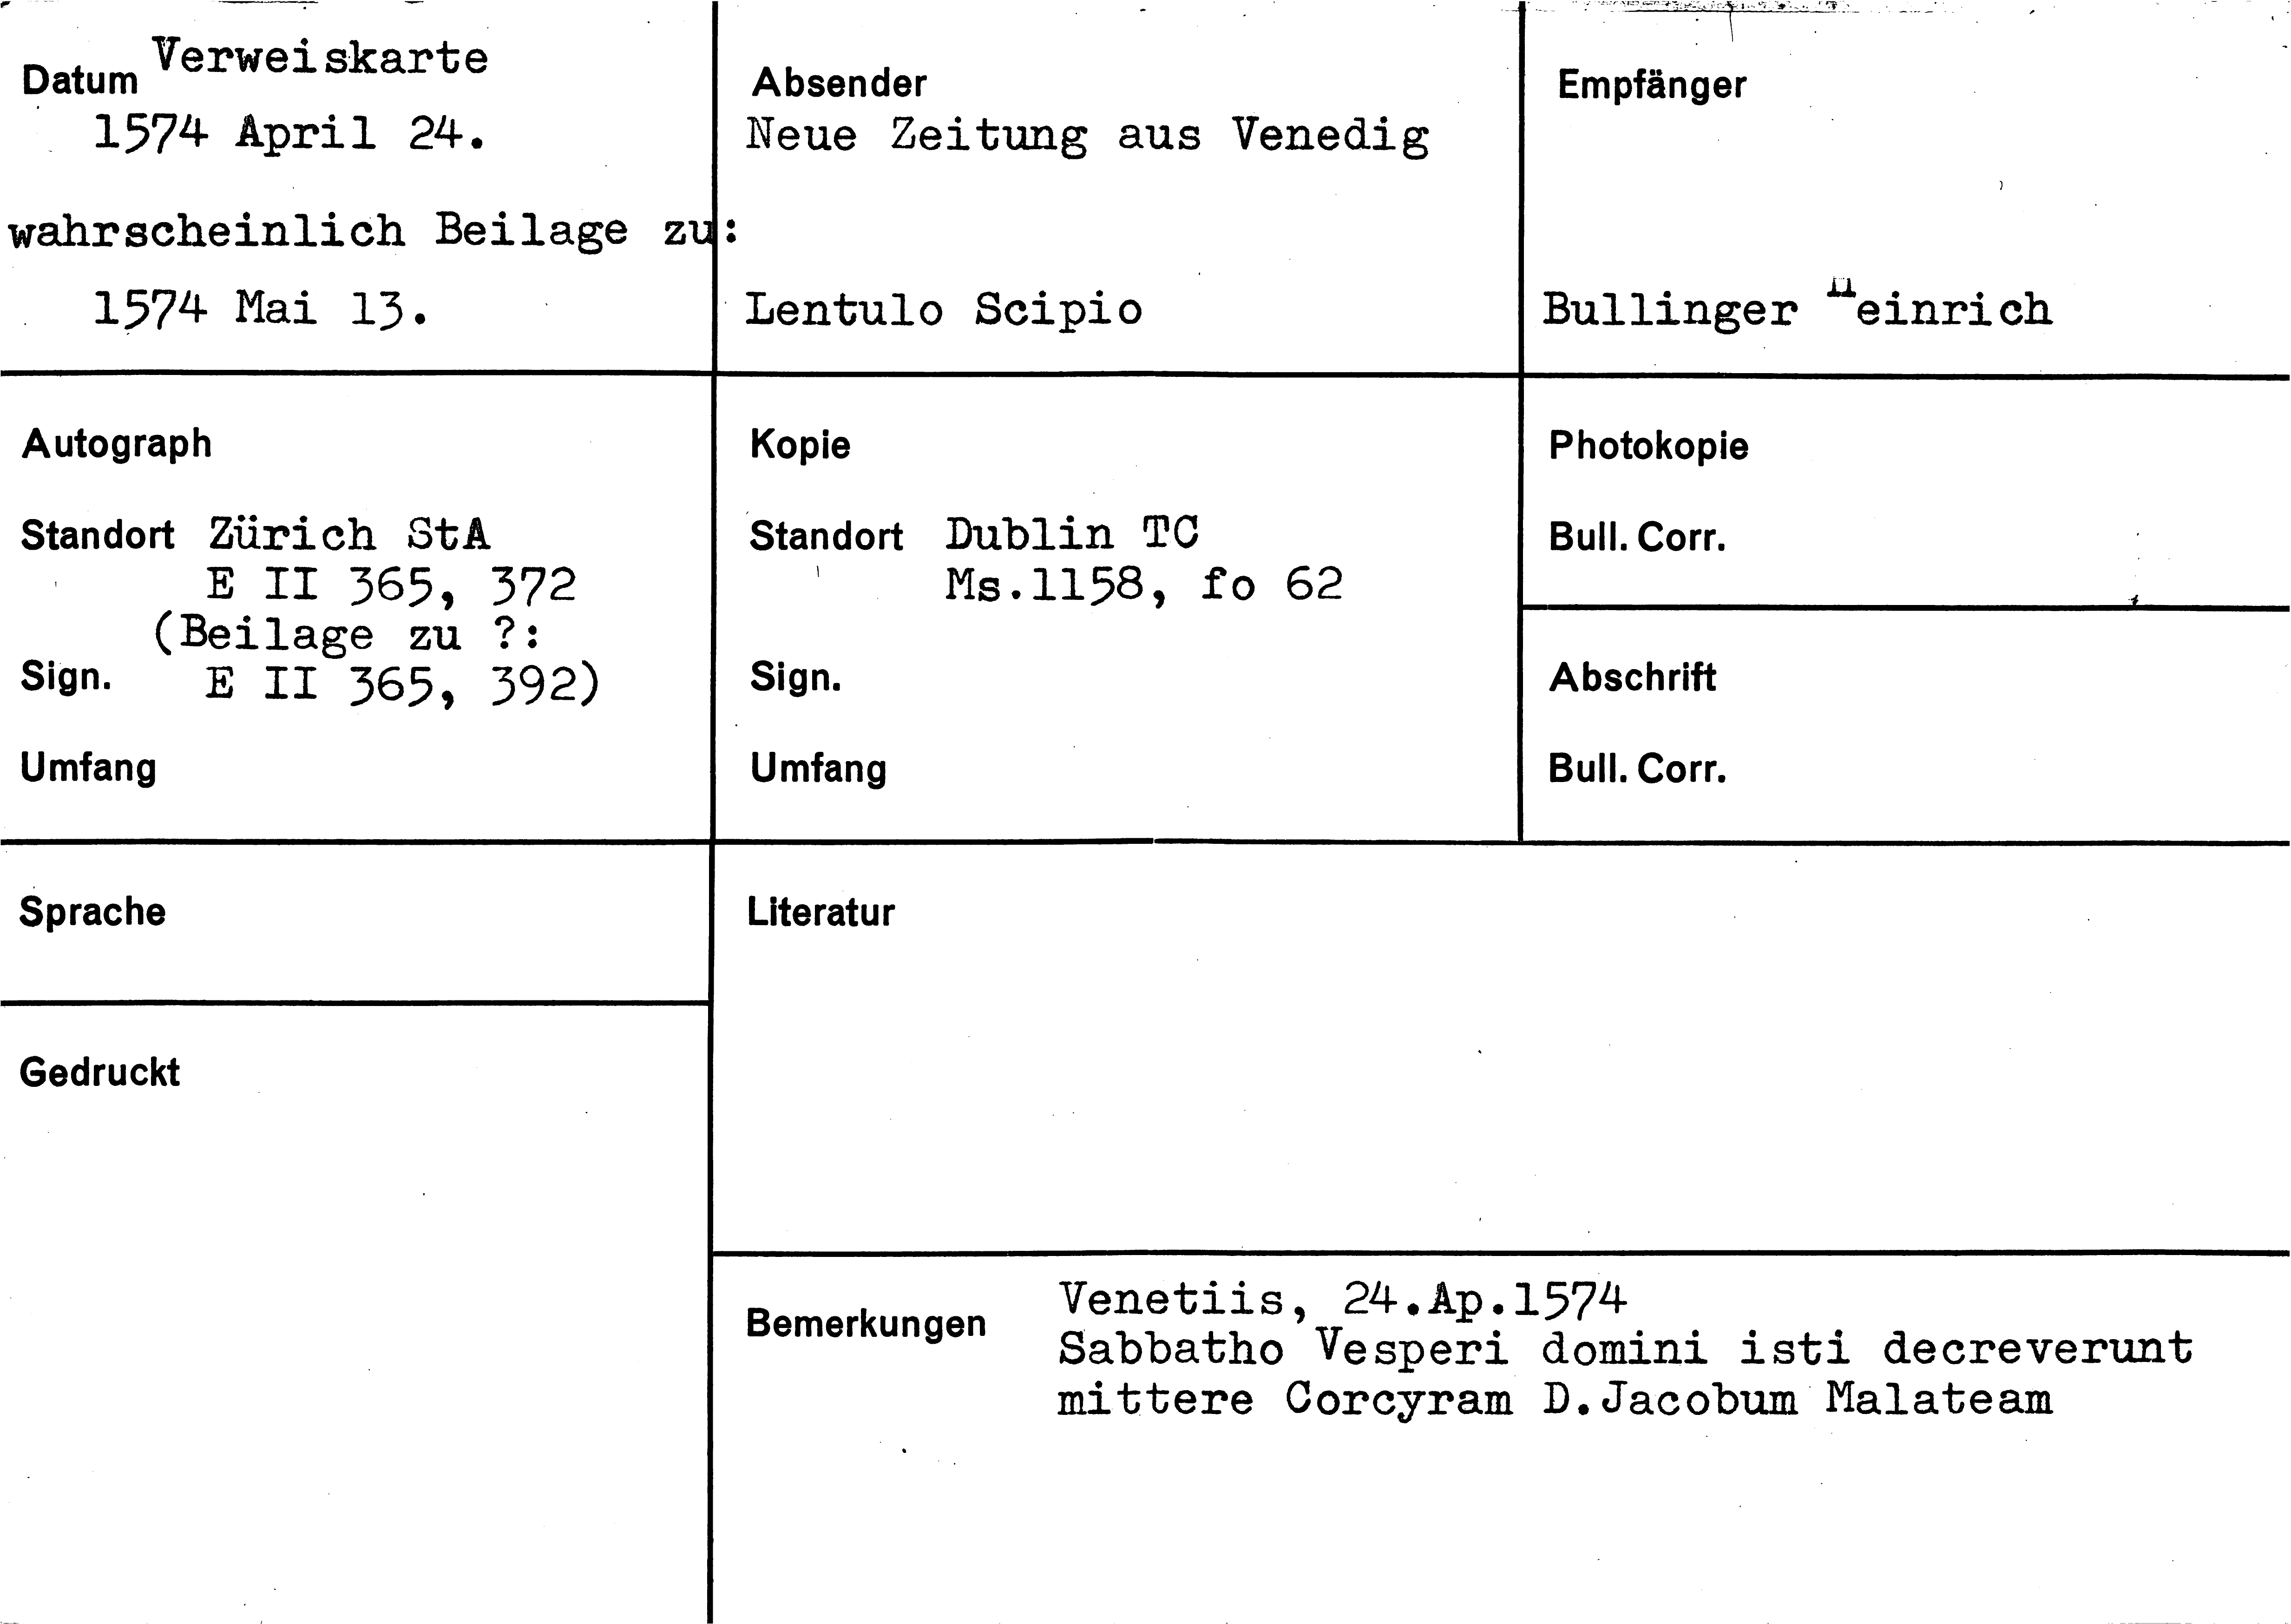 Datum Verweiskarte
1574 April 24.
wahrscheinlich Beilage zu:
1574 Mai 13.
Absender
Neue Zeitung aus Venedig
Lentulo Scipio
Empfänger
Bullinger Heinrich
Autograph
Standort Zürich StA
E II 365, 372
(Beilage zu ?:
Sign. E II 365, 392)
Umfang
Kopie
Standort Dublin TC
Ms.1158, fo 62
Sign.
Umfang
Photokopie
Bull. Corr.
Abschrift
Bull. Corr.
Sprache
Gedruckt
Literatur
Bemerkungen
Venetiis, 24.Ap.1574
Sabbatho Vesperi domini isti decreverunt
mittere Corcyram D.Jacobum Malateam